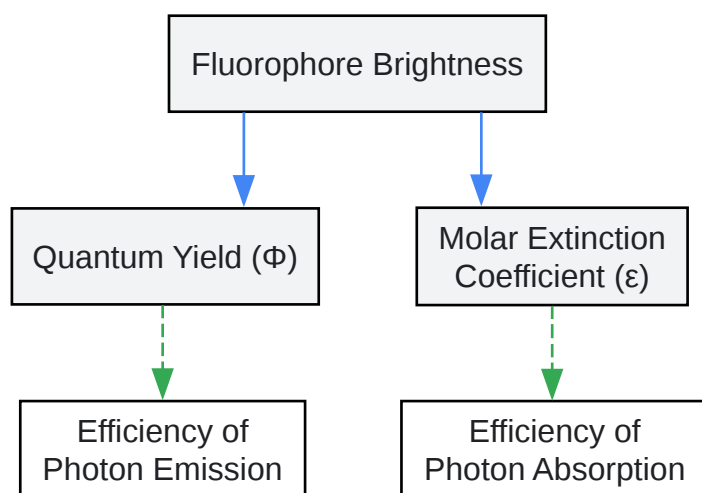 Fluorophore Brightness
Quantum Yield (Φ)
Molar Extinction
Coefficient (ε)
Efficiency of
Photon Emission
Efficiency of
Photon Absorption